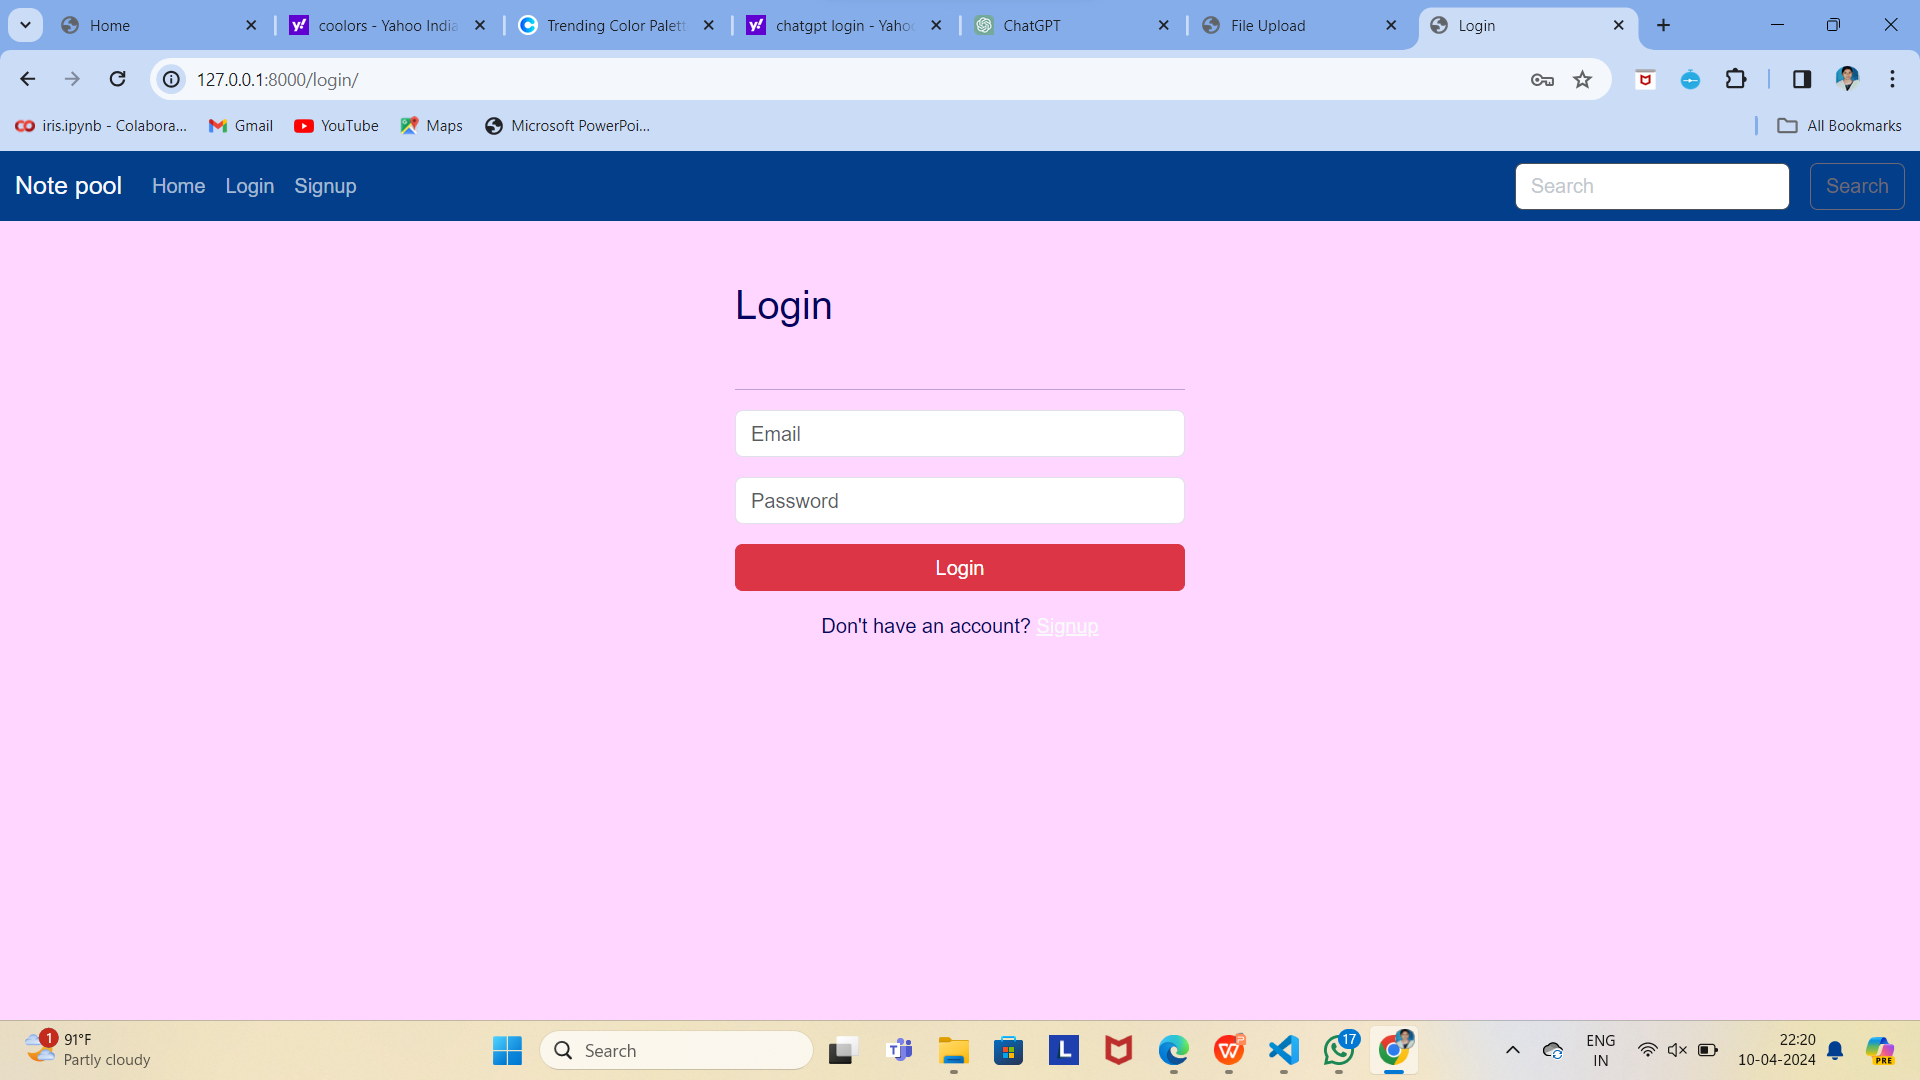 Home
coolors - Yahoo India
Trending Color Palett
chatgpt login - Yahoo
ChatGPT
File Upload
Login
127.0.0.1:8000/login/
iris.ipynb - Colabora...
Gmail
YouTube
Maps
Microsoft PowerPoi...
All Bookmarks
Note pool
Home
Login
Signup
Search
Search
Login
Email
Password
Login
Don't have an account? Signup
1
91°F
Partly cloudy
Search
L
17
ENG
IN
22:20
10-04-2024
PRE